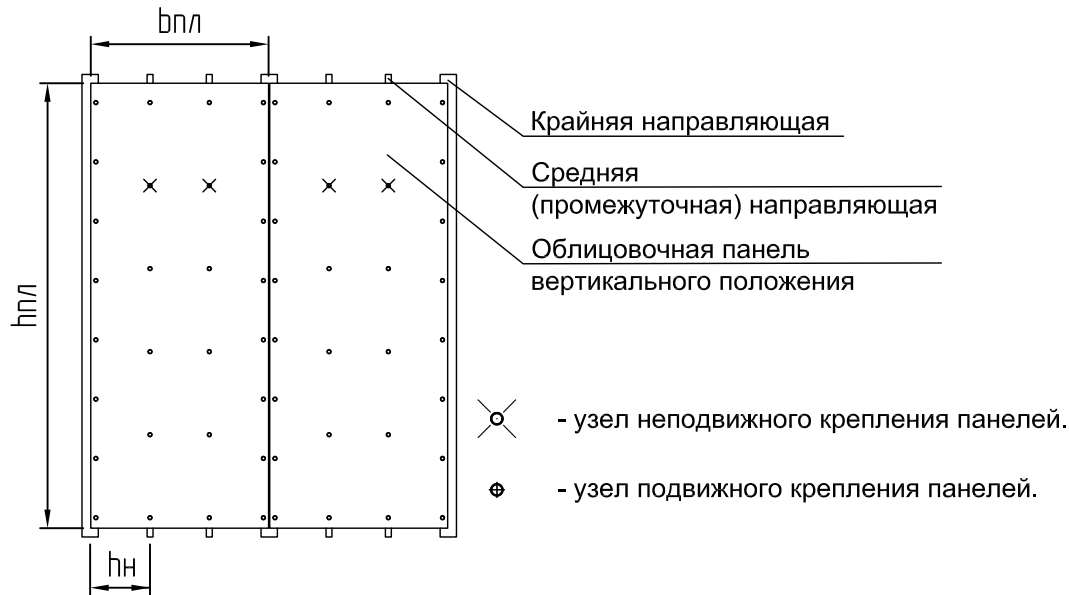 bпл
Крайняя направляющая
Средняя
(промежуточная) направляющая
Облицовочная панель
вертикального положения
hпл
- узел неподвижного крепления панелей.
- узел подвижного крепления панелей.
hн